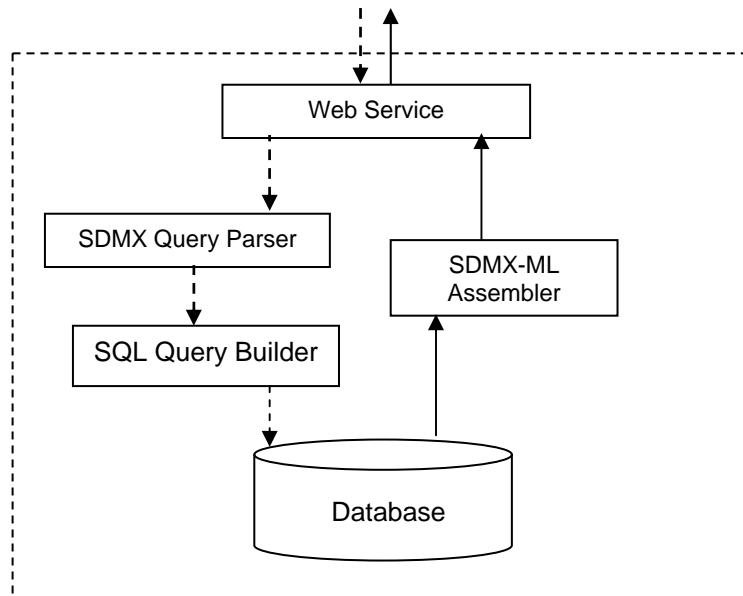 Web Service
SDMX Query Parser
SDMX-ML
Assembler
SQL Query Builder
Database